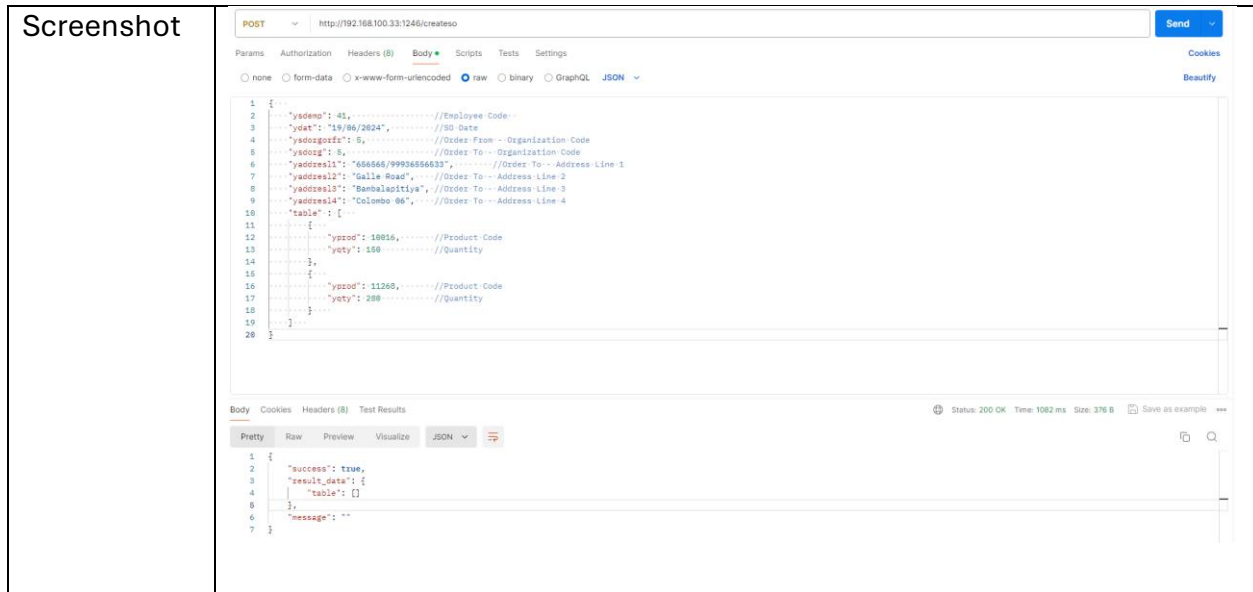 Screenshot
POST http://192.168.100.33:1246/createso Send
Params Authorization Headers (8) Body Scripts Tests Settings Cookies
none form-data x-www-form-urlencoded raw binary GraphQL JSON Beautify
1 {
2 "ysdemp": 41, //Employee Code
3 "ydat": "19/06/2024", //SO Date
4 "ysdorgorfr": 5, //Order From - Organization Code
5 "ysdorg": 5, //Order To - Organization Code
6 "yaddresl1": "656565/99936556533", //Order To - Address Line 1
7 "yaddresl2": "Galle Road", //Order To - Address Line 2
8 "yaddresl3": "Bambalapitiya", //Order To - Address Line 3
9 "yaddresl4": "Colombo 06", //Order To - Address Line 4
10 "table" : [
11 {
12 "yprod": 10016, //Product Code
13 "yqty": 150 //Quantity
14 },
15 {
16 "yprod": 11268, //Product Code
17 "yqty": 200 //Quantity
18 }
19 ]
20 }
Body Cookies Headers (8) Test Results Status: 200 OK Time: 1082 ms Size: 376 B Save as example
Pretty Raw Preview Visualize JSON
1 {
2 "success": true,
3 "result_data": {
4 "table": []
5 },
6 "message": ""
7 }